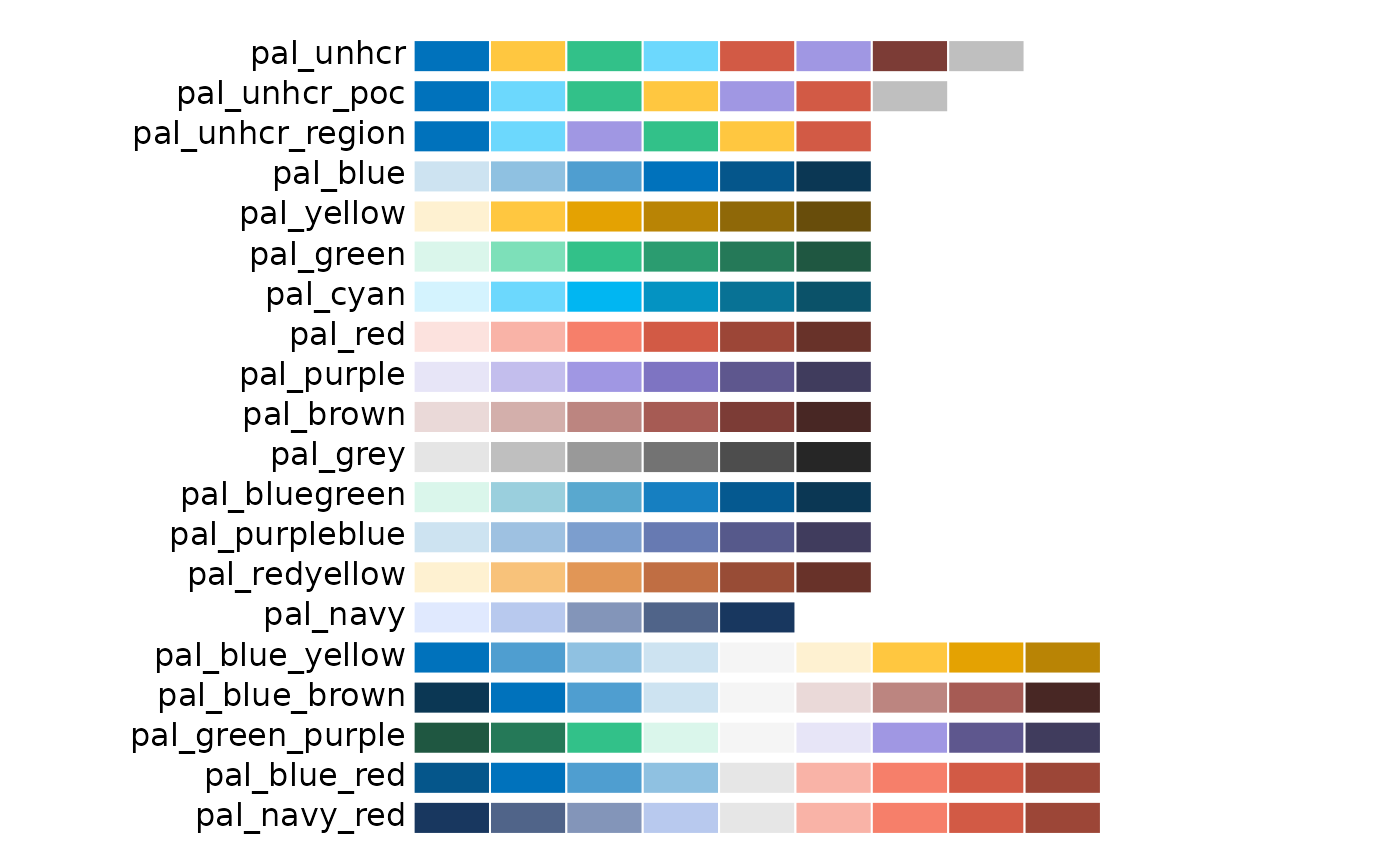 pal_unhcr
pal_unhcr_poc
pal_unhcr_region
pal_blue
pal_yellow
pal_green
pal_cyan
pal_red
pal_purple
pal_brown
pal_grey
pal_bluegreen
pal_purpleblue
pal_redyellow
pal_navy
pal_blue_yellow
pal_blue_brown
pal_green_purple
pal_blue_red
pal_navy_red